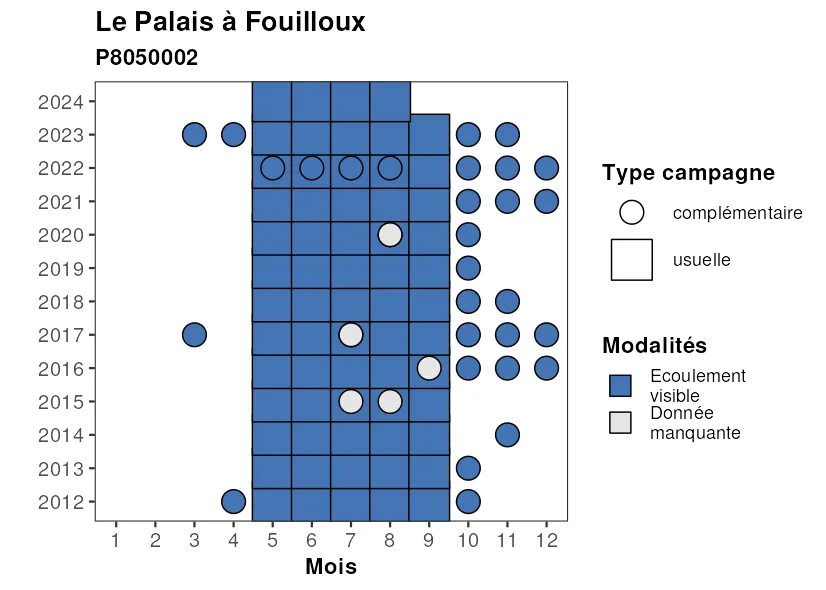 Le Palais à Fouilloux
P8050002
2024
2023
2022
2021
2020
2019
2018
2017
2016
2015
2014
2013
2012
1 2 3 4 5 6 7 8 9 10 11 12
Mois
Type campagne
complémentaire
usuelle
Modalités
Ecoulement
visible
Donnée
manquante